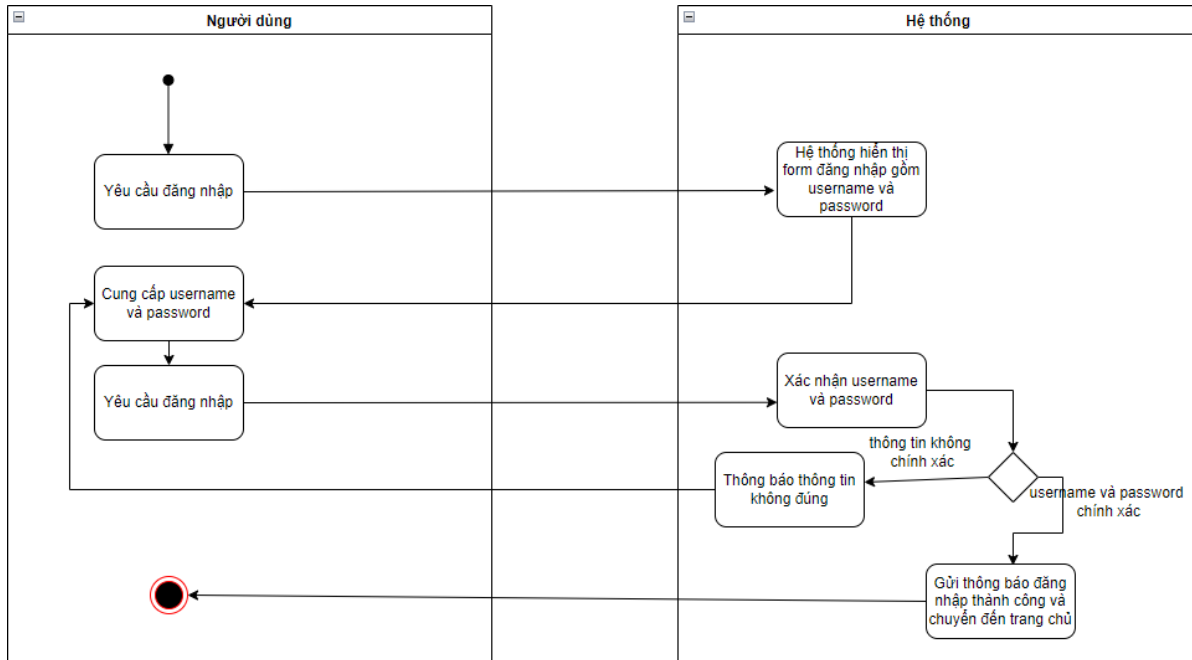 Người dùng
Hệ thống
Yêu cầu đăng nhập
Hệ thống hiển thị
form đăng nhập gồm
username và
password
Cung cấp username
và password
Yêu cầu đăng nhập
Xác nhận username
và password
thông tin không
chính xác
Thông báo thông tin
không đúng
username và password
chính xác
Gửi thông báo đăng
nhập thành công và
chuyển đến trang chủ